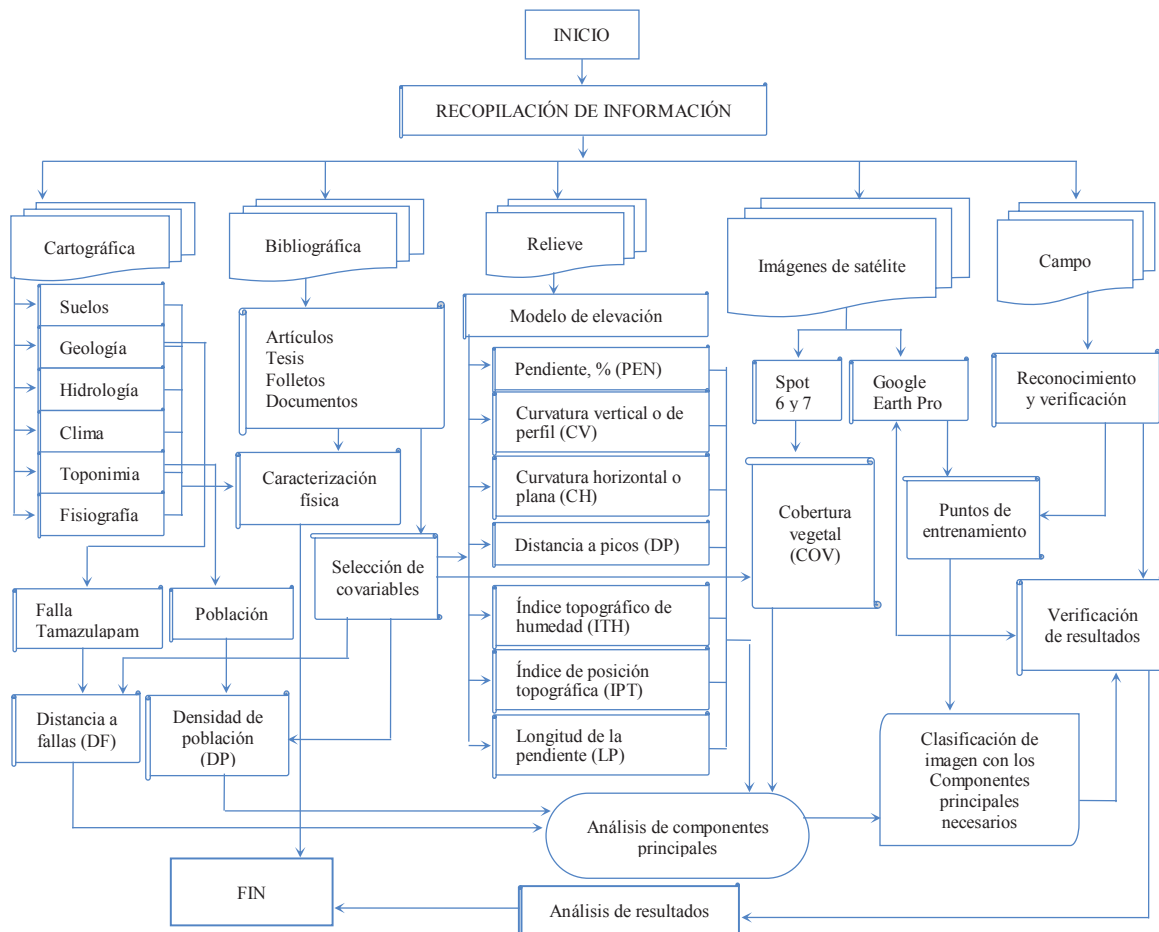 INICIO
RECOPILACIÓN DE INFORMACIÓN
Cartográfica
Bibliográfica
Relieve
Imágenes de satélite
Campo
Suelos
Geología
Hidrología
Clima
Toponimia
Fisiografía
Artículos
Tesis
Folletos
Documentos
Caracterización
física
Selección de
covariables
Modelo de elevación
Pendiente, % (PEN)
Curvatura vertical o de
perfil (CV)
Curvatura horizontal o
plana (CH)
Distancia a picos (DP)
Índice topográfico de
humedad (ITH)
Índice de posición
topográfica (IPT)
Longitud de la
pendiente (LP)
Spot
6 y 7
Google
Earth Pro
Reconocimiento
y verificación
Cobertura
vegetal
(COV)
Puntos de
entrenamiento
Verificación
de resultados
Falla
Tamazulapam
Población
Distancia a
fallas (DF)
Densidad de
población
(DP)
Clasificación de
imagen con los
Componentes
principales
necesarios
Análisis de componentes
principales
FIN
Análisis de resultados